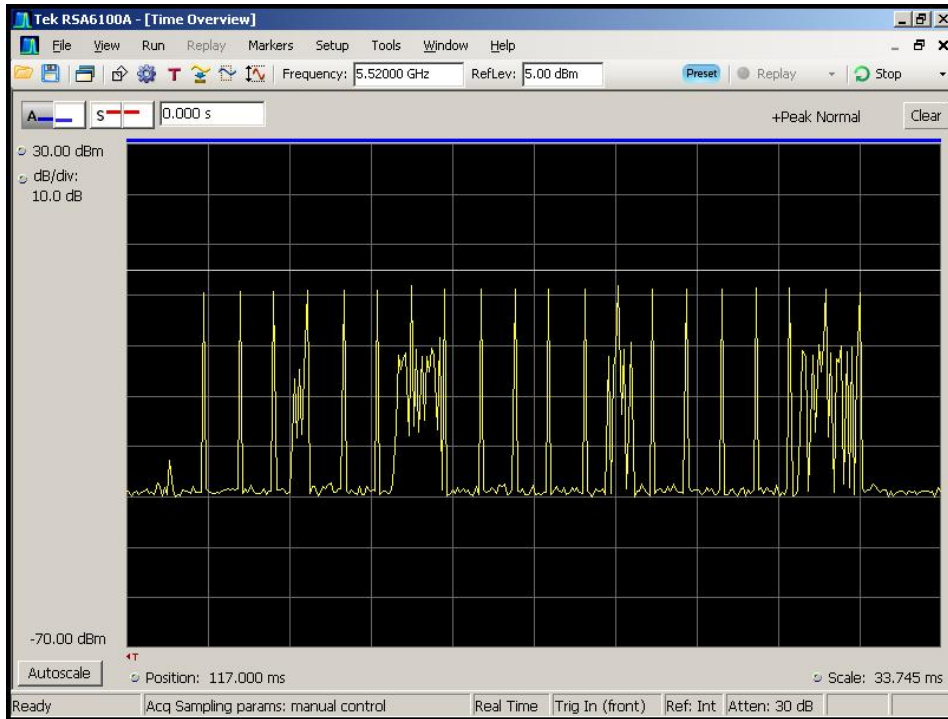 Tek RSA6100A - [Time Overview]
File View Run Replay Markers Setup Tools Window Help
T Frequency: 5.52000 GHz RefLev: 5.00 dBm Preset Replay Stop
A S 0.000 s +Peak Normal Clear
30.00 dBm
dB/div:
10.0 dB
-70.00 dBm
T
Autoscale Position: 117.000 ms Scale: 33.745 ms
Ready Acq Sampling params: manual control Real Time Trig In (front) Ref: Int Atten: 30 dB